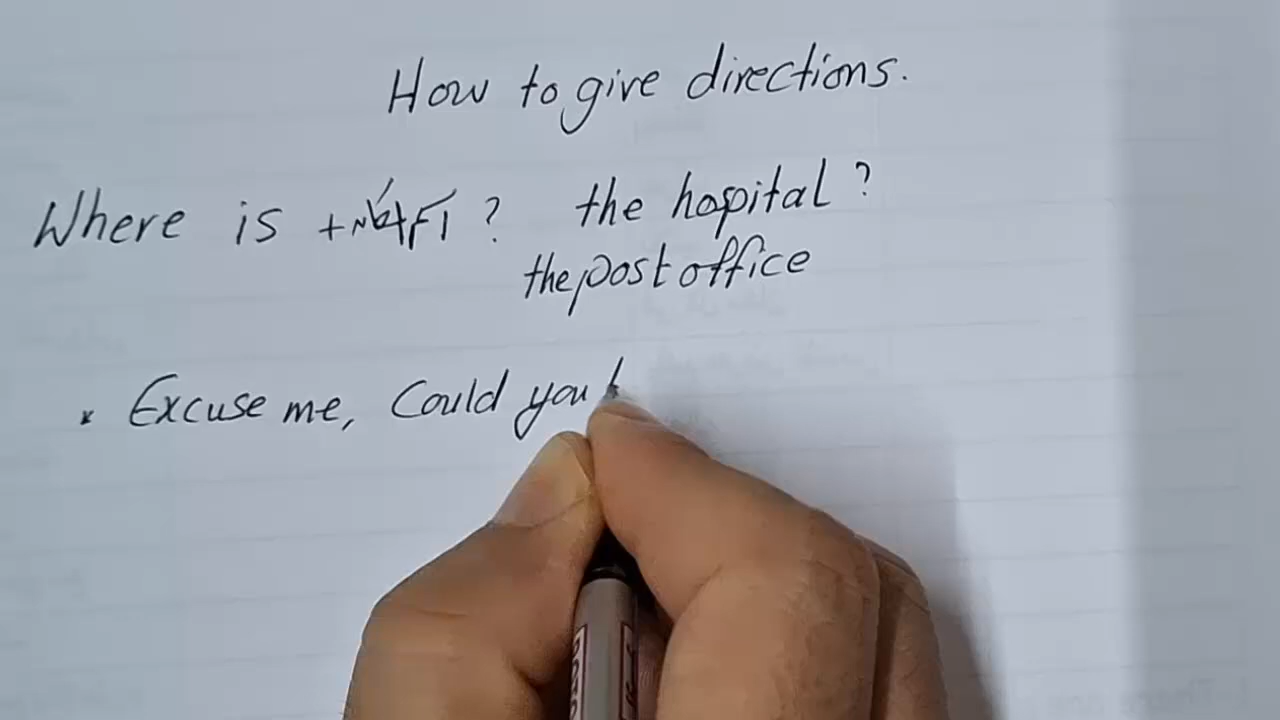 How to give directions.
Where is + ? the hospital ?
the post office
* Excuse me, Could you